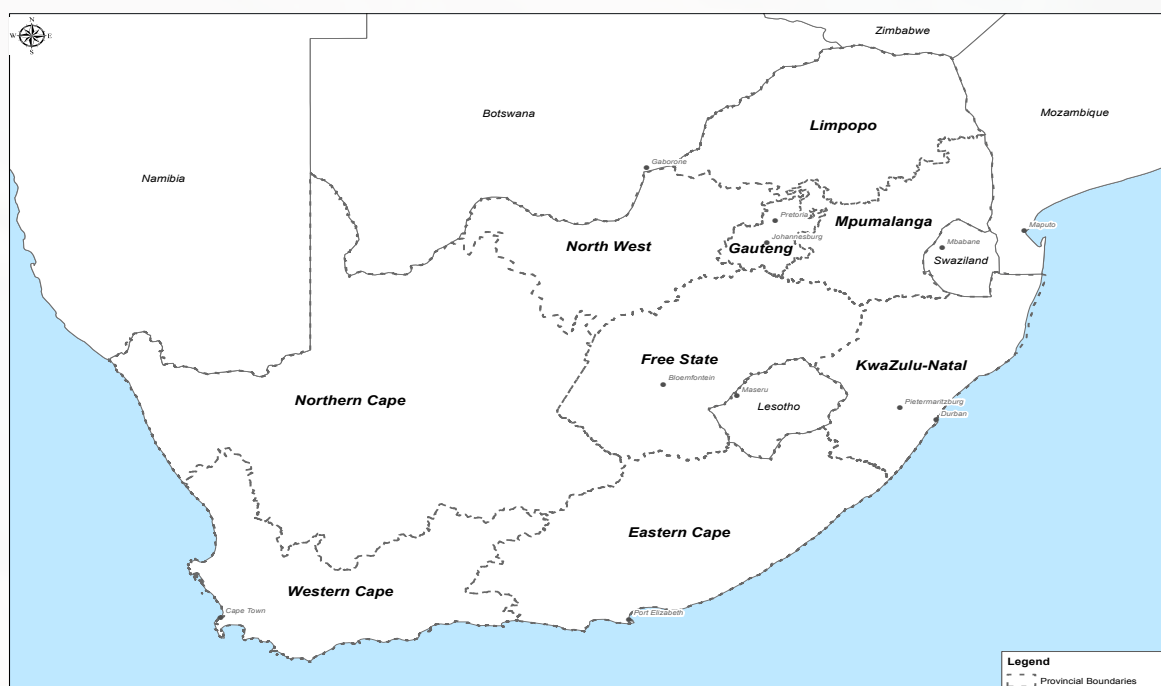 N
W E
S
Zimbabwe
Botswana
Mozambique
Limpopo
Gaborone
Namibia
Pretoria
Mpumalanga
Maputo
Johannesburg
North West
Gauteng
Mbabane
Swaziland
Free State
KwaZulu-Natal
Bloemfontein
Maseru
Northern Cape
Lesotho
Pietermaritzburg
Durban
Eastern Cape
Western Cape
Cape Town
Port Elizabeth
Legend
Provincial Boundaries